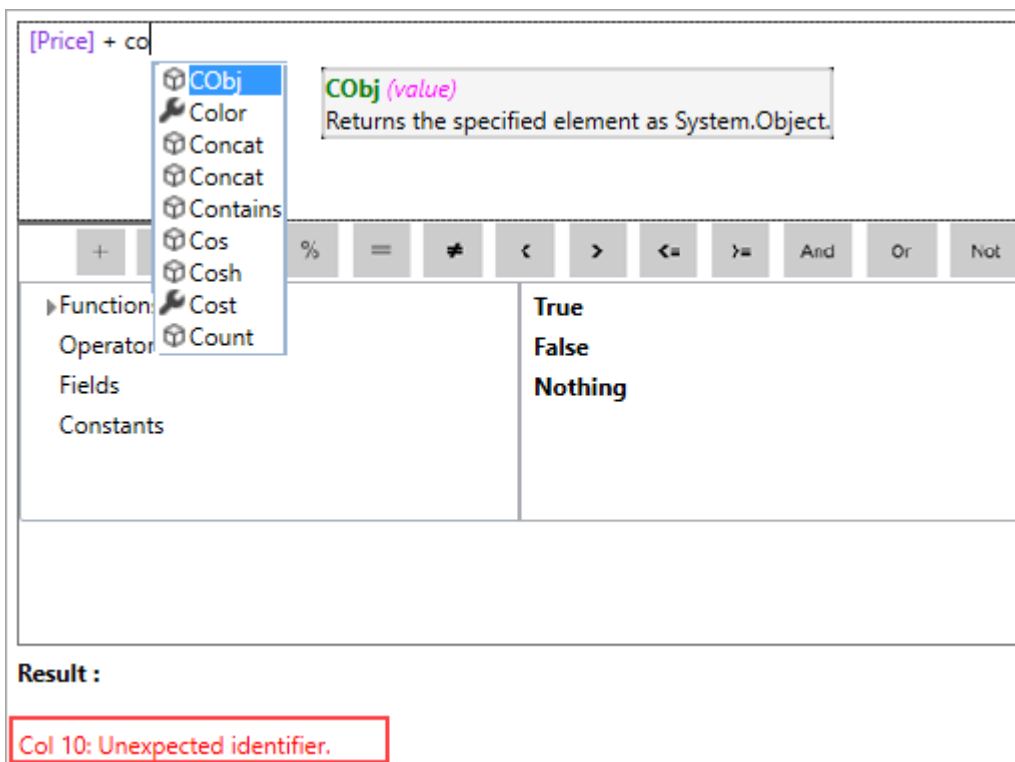 [Price] + co
CObj
Color
Concat
Concat
Contains
Cos
Cosh
Cost
Count
CObj (value)
Returns the specified element as System.Object.
+ % = ≠ < > <= >= And Or Not
Function
Operator
Fields
Constants
True
False
Nothing
Result :
Col 10: Unexpected identifier.